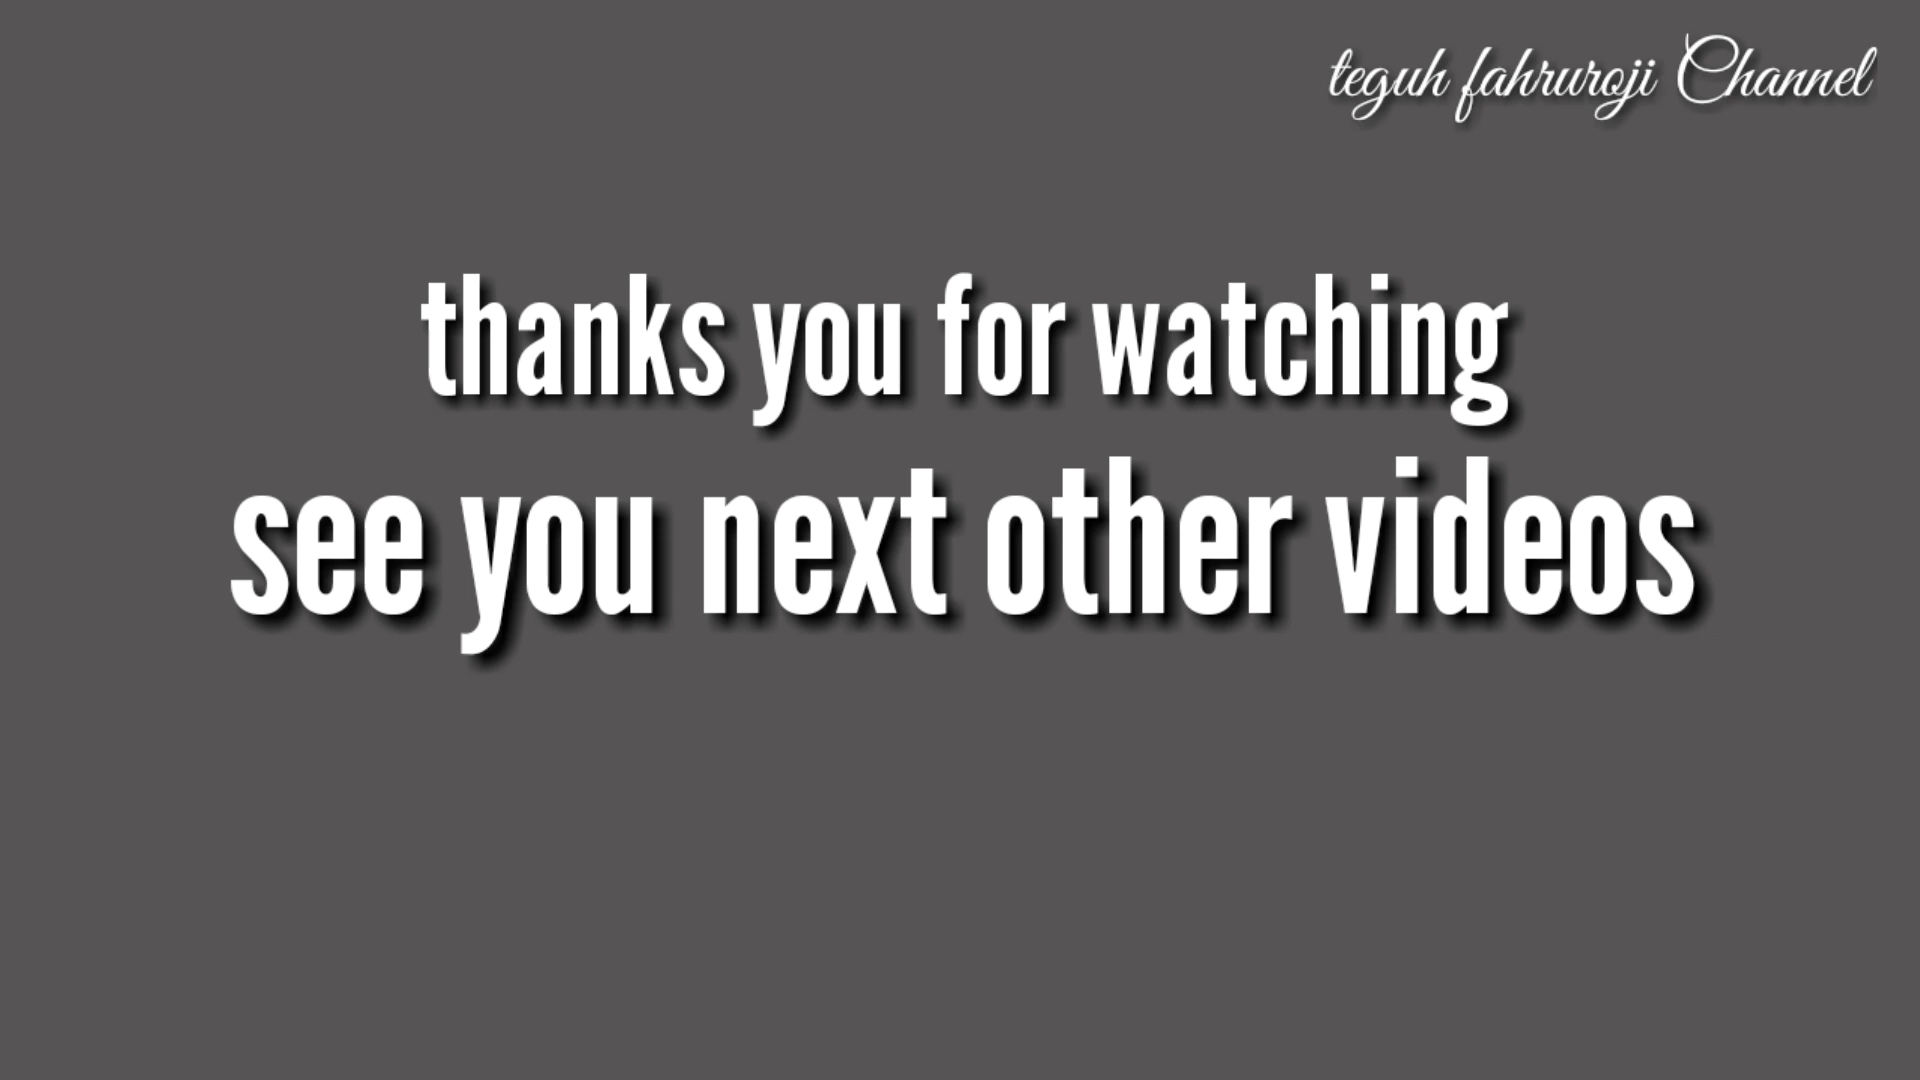 teguh fahruroji Channel
thanks you for watching
see you next other videos